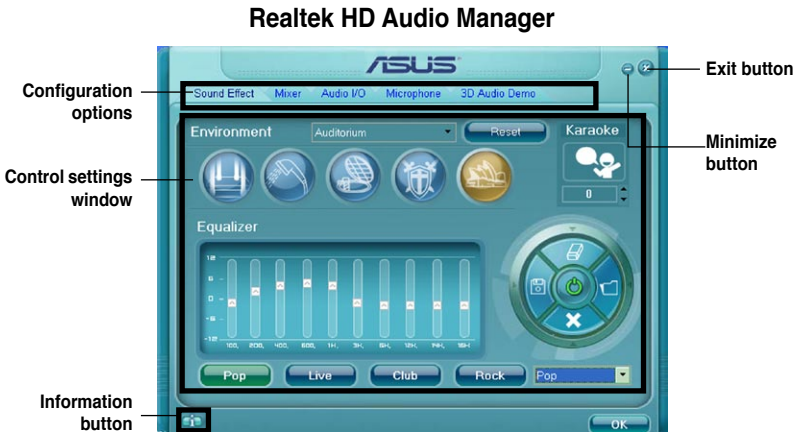 Realtek HD Audio Manager
ASUS
Exit button
Configuration
options
Sound Effect Mixer Audio I/O Microphone 3D Audio Demo
Minimize
button
Environment Auditorium Reset Karaoke
Control settings
window
0
Equalizer
12
6
0
-6
-12
100, 200, 400, 600, 1K, 3K, 6K, 12K, 14K, 16K
Pop Live Club Rock Pop
Information
button
i
OK